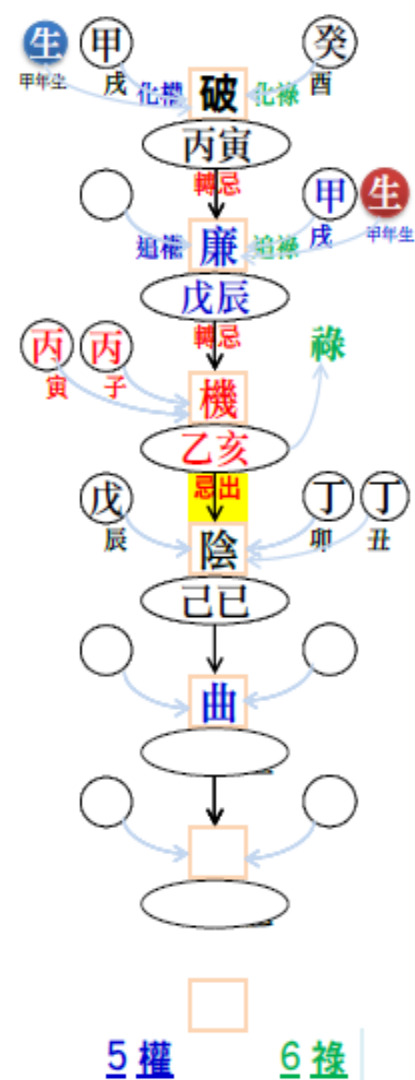 生 甲 癸
甲年生 戌 化權 破 化祿 酉
丙寅
轉忌
甲 生
追權 廉 追祿 戌 甲年生
戊辰
轉忌
丙 丙 祿
寅 子 機
乙亥
忌出
戊 丁 丁
辰 陰 卯 丑
己已
曲
5 權 6 祿